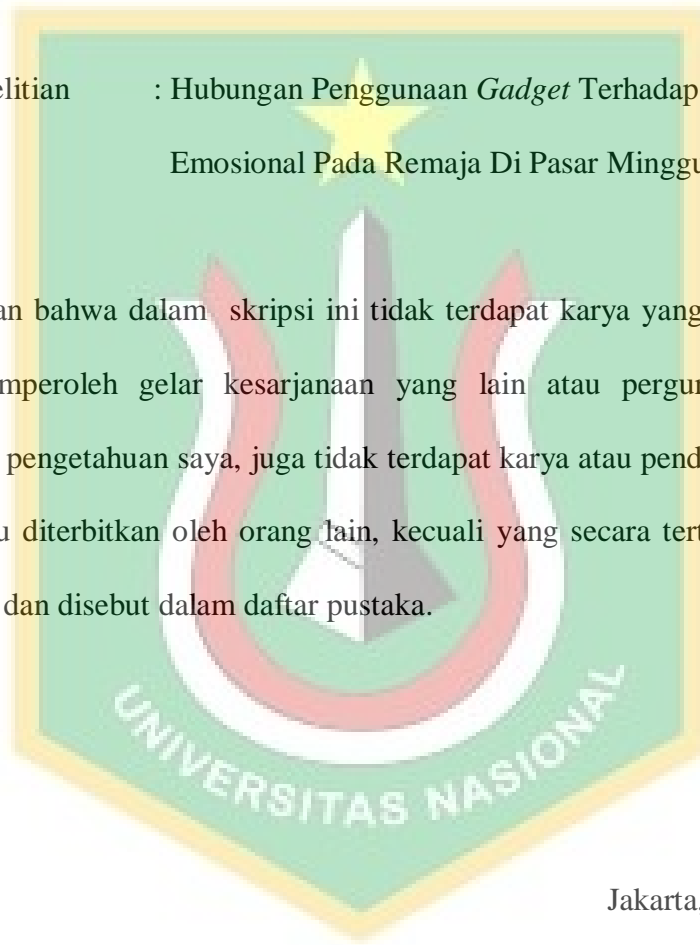 elitian : Hubungan Penggunaan Gadget Terhadap
Emosional Pada Remaja Di Pasar Minggu
an bahwa dalam skripsi ini tidak terdapat karya yang
mperoleh gelar kesarjanaan yang lain atau pergur
pengetahuan saya, juga tidak terdapat karya atau pend
u diterbitkan oleh orang lain, kecuali yang secara tert
dan disebut dalam daftar pustaka.
UNIVERSITAS NASIONAL
Jakarta,